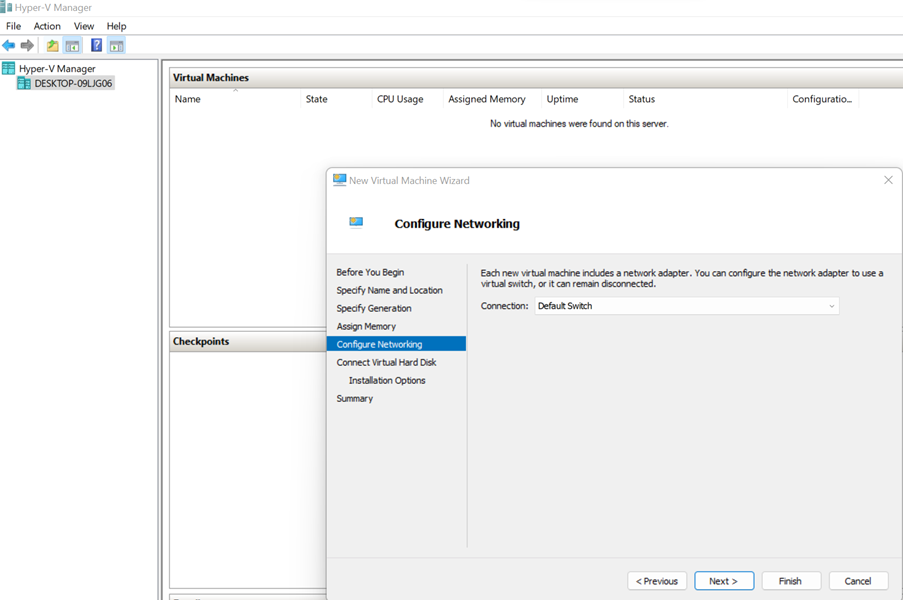 Hyper-V Manager
File Action View Help
Hyper-V Manager
DESKTOP-09LJG06
Virtual Machines
Name State CPU Usage Assigned Memory Uptime Status Configuratio...
No virtual machines were found on this server.
New Virtual Machine Wizard
Configure Networking
Before You Begin
Specify Name and Location
Specify Generation
Assign Memory
Configure Networking
Connect Virtual Hard Disk
Installation Options
Summary
Each new virtual machine includes a network adapter. You can configure the network adapter to use a
virtual switch, or it can remain disconnected.
Connection: Default Switch
Checkpoints
< Previous Next > Finish Cancel